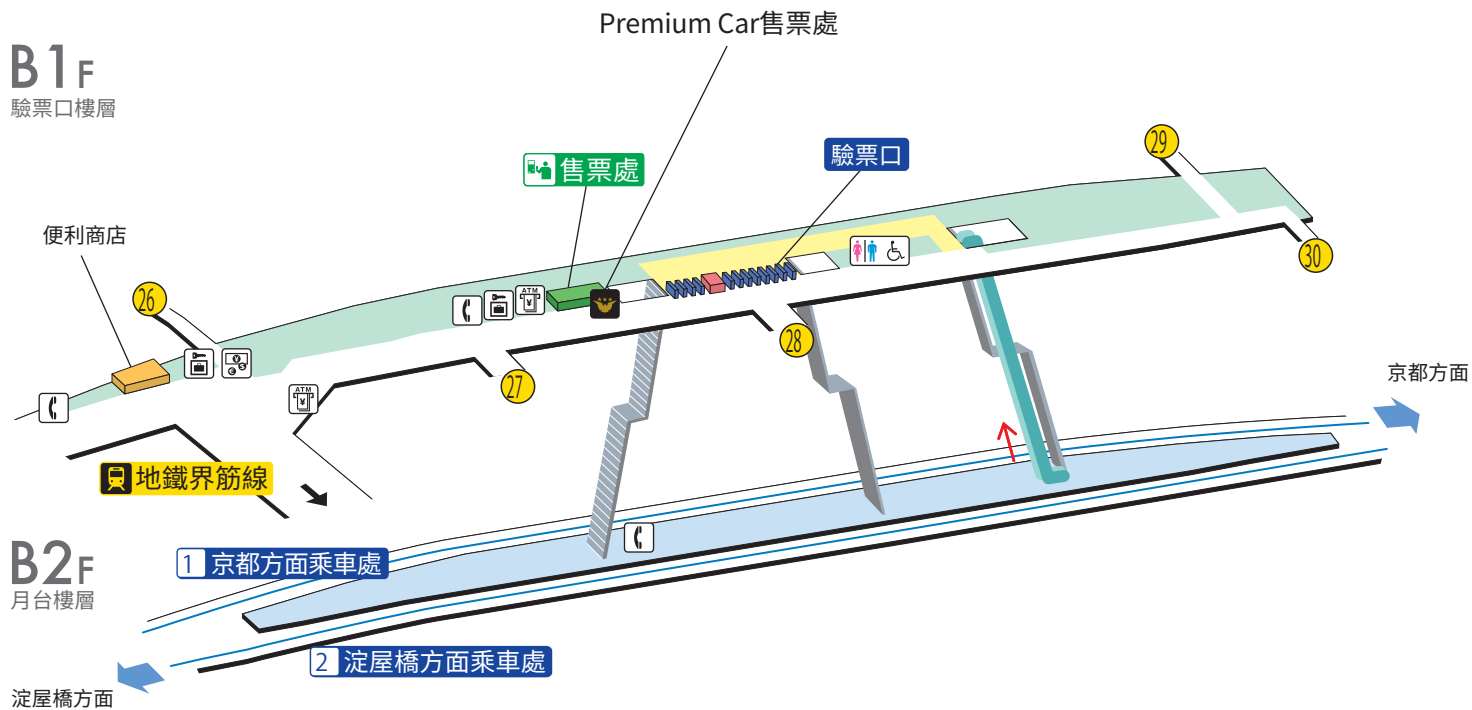 Premium Car售票處
B1F
驗票口樓層
29
驗票口
售票處
便利商店
30
26
ATM
¥
28
¥
27
ATM
¥
京都方面
地鐵界筋線
B2F
月台樓層
1 京都方面乘車處
2 淀屋橋方面乘車處
淀屋橋方面